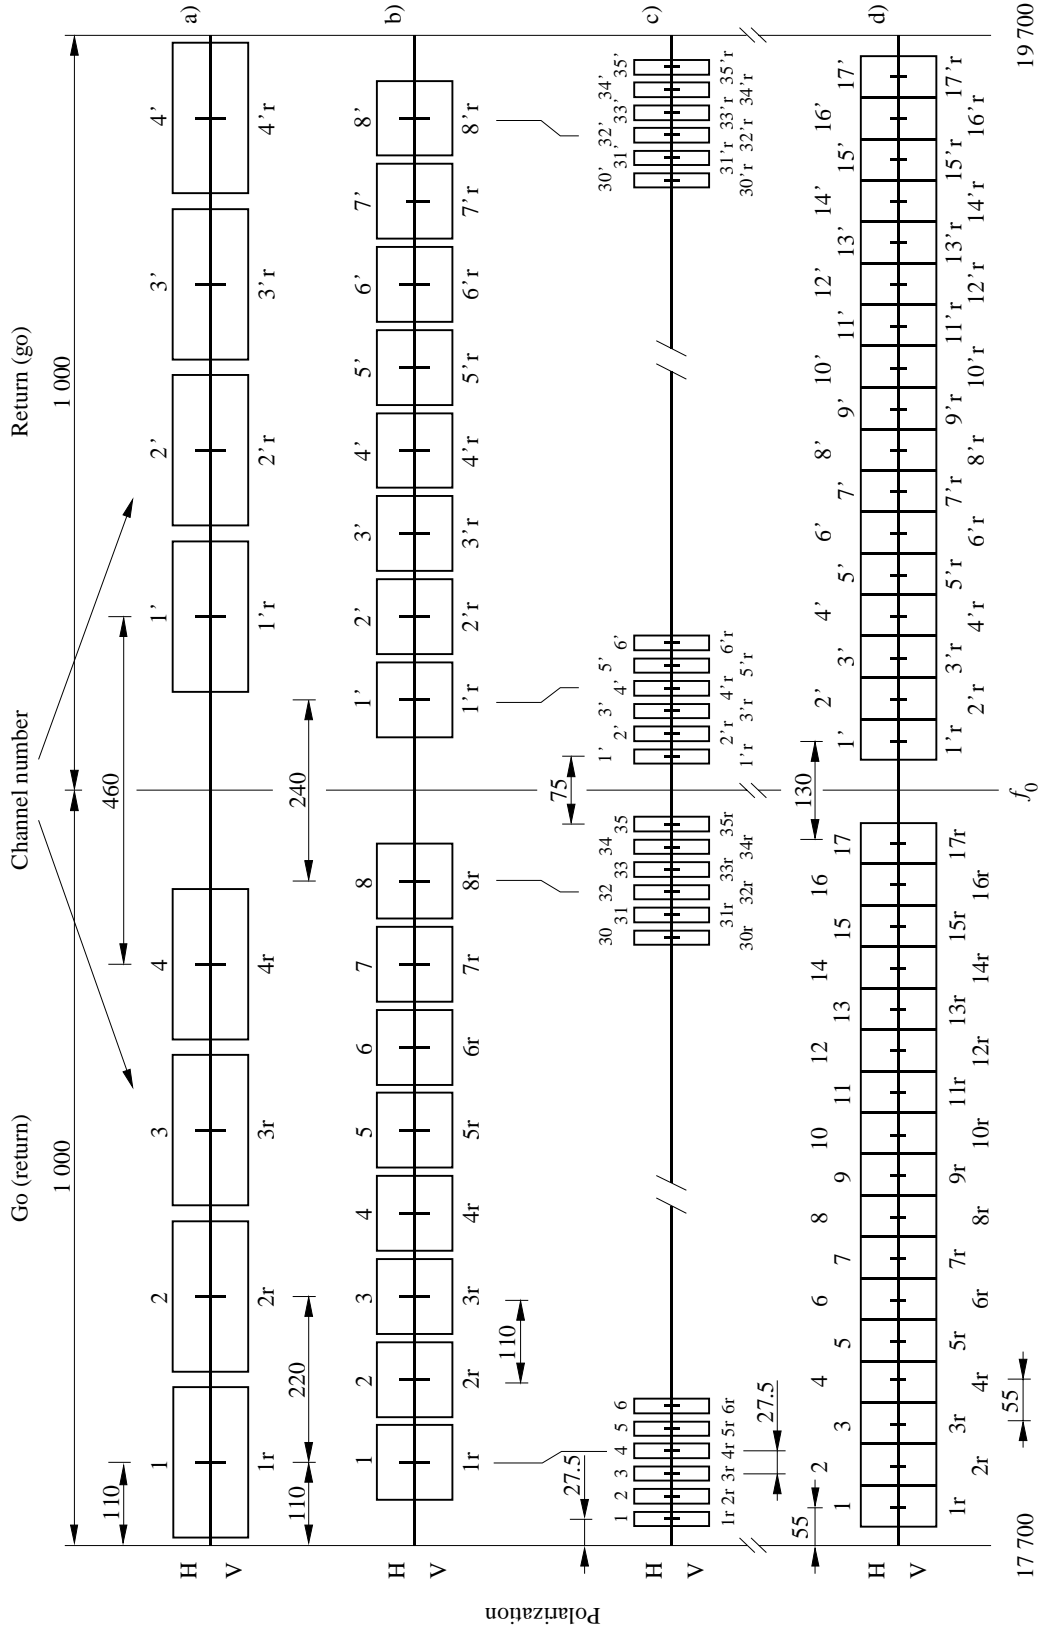 Go (return) Channel number Return (go)
1 000 1 000
110 460
1 2 3 4 1’ 2’ 3’ 4’
H
V
a)
1r 2r 3r 4r 1’r 2’r 3’r 4’r
110 220 240
1 2 3 4 5 6 7 8 1’ 2’ 3’ 4’ 5’ 6’ 7’ 8’
H
V
b)
1r 2r 3r 4r 5r 6r 7r 8r 1’r 2’r 3’r 4’r 5’r 6’r 7’r 8’r
110
Polarization
27.5 75
1 2 3 4 5 6 30 31 32 33 34 35 1’ 2’ 3’ 4’ 5’ 6’ 30’ 31’ 32’ 33’ 34’ 35’
H
V
c)
1r 2r 3r 4r 5r 6r 30r 31r 32r 33r 34r 35r 1’r 2’r 3’r 4’r 5’r 6’r 30’r 31’r 32’r 33’r 34’r 35’r
27.5
55 130
1 2 3 4 5 6 7 8 9 10 11 12 13 14 15 16 17 1’ 2’ 3’ 4’ 5’ 6’ 7’ 8’ 9’ 10’ 11’ 12’ 13’ 14’ 15’ 16’ 17’
H
V
d)
1r 2r 3r 4r 5r 6r 7r 8r 9r 10r 11r 12r 13r 14r 15r 16r 17r 1’r 2’r 3’r 4’r 5’r 6’r 7’r 8’r 9’r 10’r 11’r 12’r 13’r 14’r 15’r 16’r 17’r
55
17 700 f0 19 700